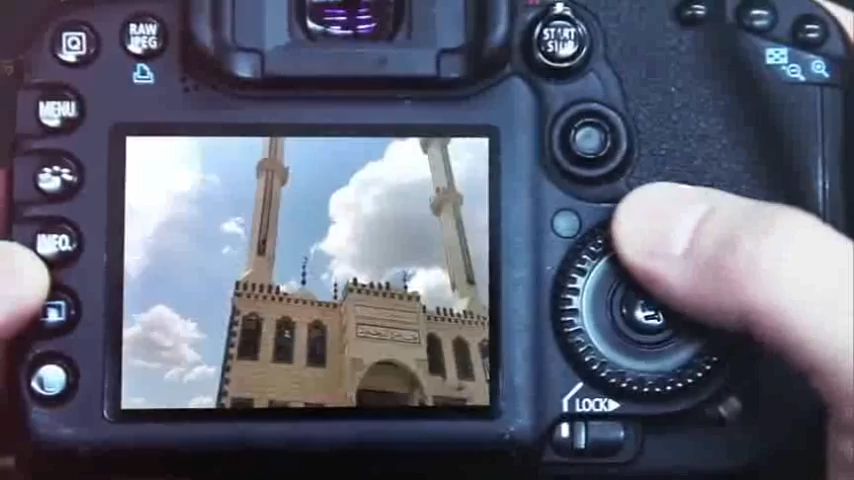 RAW
JPEG
START
STOP
MENU
INFO.
LOCK